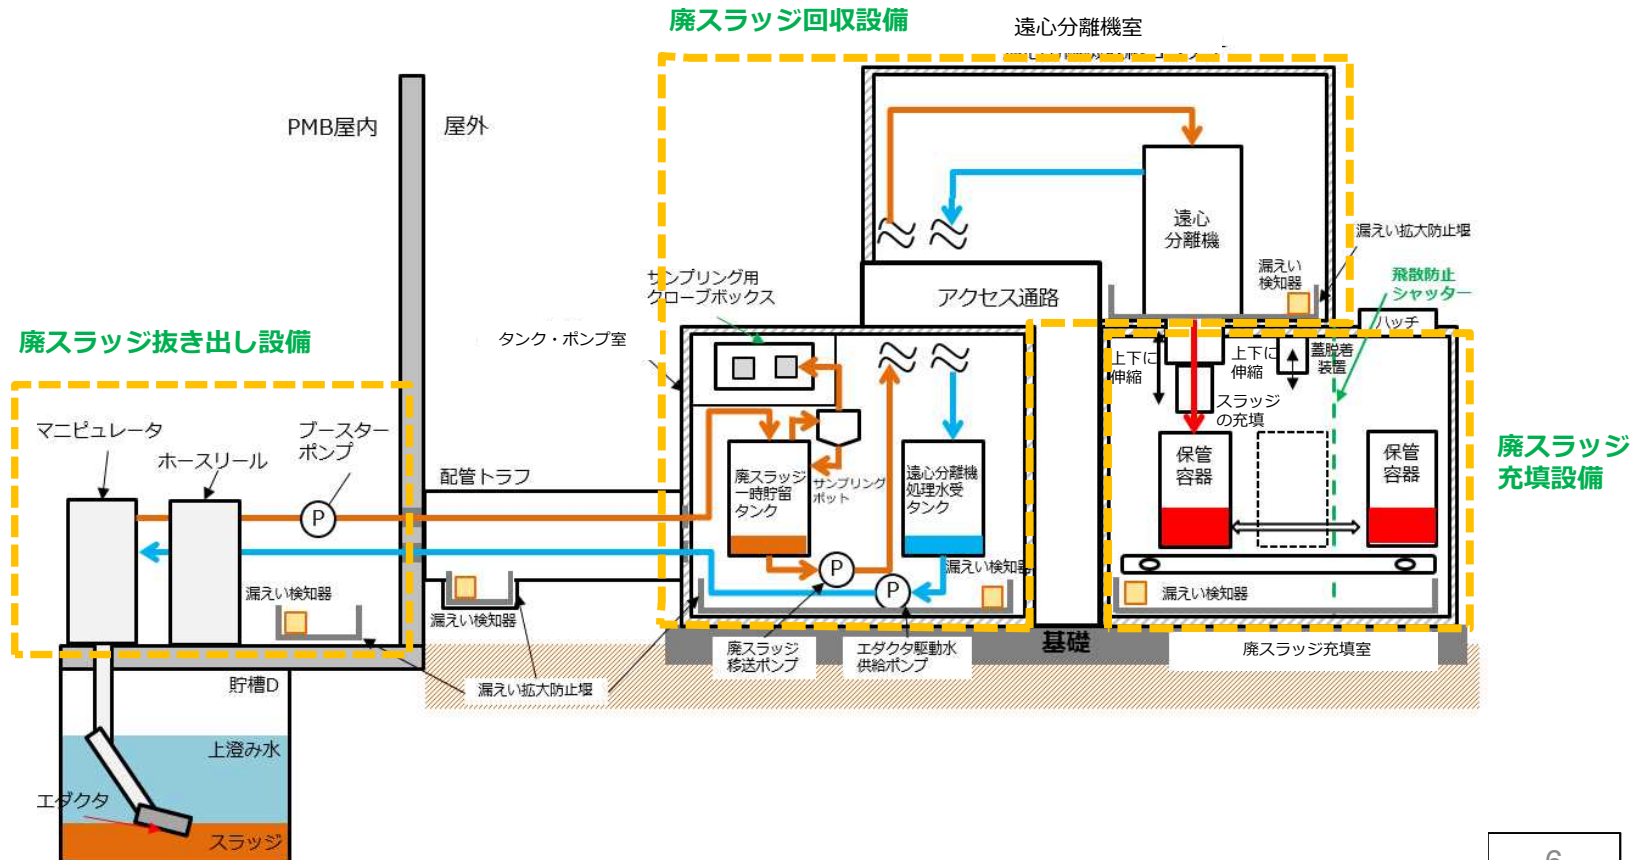 廃スラッジ回収設備
遠心分離機室
PMB屋内
屋外
遠心
分離機
漏えい拡大防止堰
漏えい
検知器
飛散防止
シャッター
サンプリング用
グローブボックス
アクセス通路
ハッチ
タンク・ポンプ室
廃スラッジ抜き出し設備
上下に
伸縮
上下に
伸縮
蓋脱着
装置
スラッジ
の充填
マニピュレータ
ホースリール
ブースター
ポンプ
配管トラフ
廃スラッジ
一時貯留
タンク
サンプリング
ポット
遠心分離機
処理水受
タンク
保管
容器
保管
容器
廃スラッジ
充填設備
P
P
P
漏えい検知器
漏えい検知器
漏えい検知器
漏えい検知器
廃スラッジ
移送ポンプ
エダクタ駆動水
供給ポンプ
基礎
廃スラッジ充填室
漏えい拡大防止堰
貯槽D
上澄み水
エダクタ
スラッジ